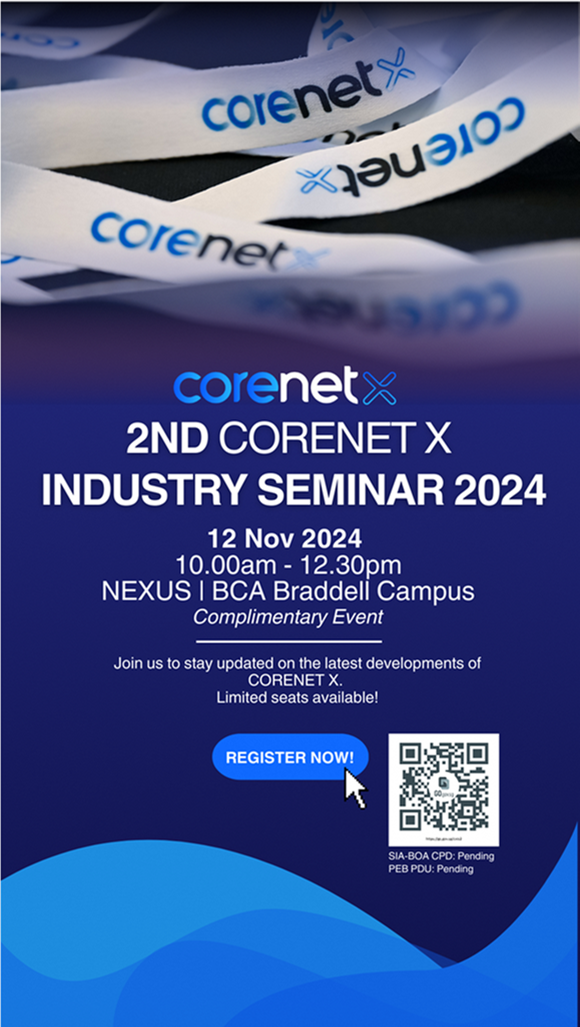 corenet
corenet
corenet
corenet
corenet
2ND CORENET X
INDUSTRY SEMINAR 2024
12 Nov 2024
10.00am - 12.30pm
NEXUS | BCA Braddell Campus
Complimentary Event
Join us to stay updated on the latest developments of
CORENET X.
Limited seats available!
REGISTER NOW!
SIA-BOA CPD: Pending
PEB PDU: Pending